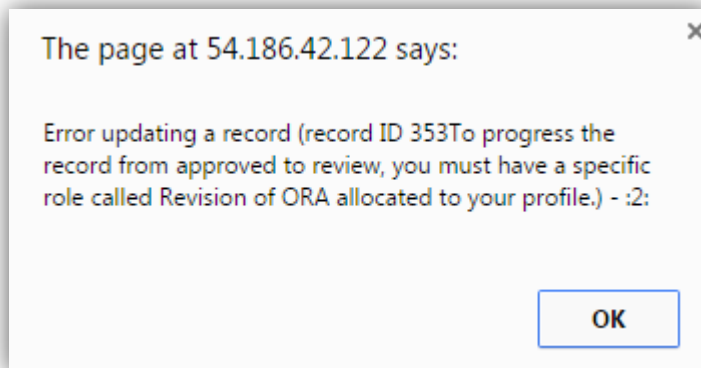 The page at 54.186.42.122 says:
Error updating a record (record ID 353To progress the
record from approved to review, you must have a specific
role called Revision of ORA allocated to your profile.) - :2:
OK